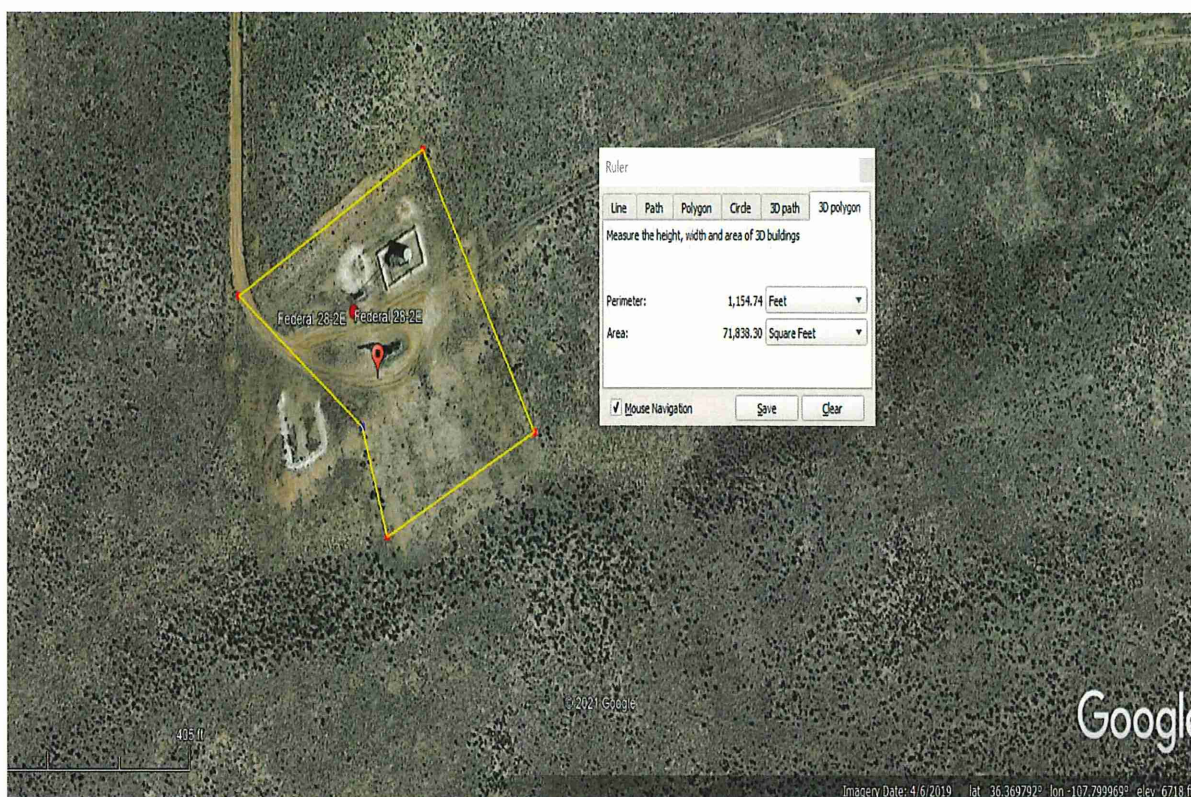 Ruler
Line Path Polygon Circle 3D path 3D polygon
Measure the height, width and area of 3D buildings
Perimeter: 1,154.74 Feet
Area: 71,838.30 Square Feet
Mouse Navigation Save Clear
Federal 28-2E Federal 28-2E
© 2021 Google
Google
405 ft
Imagery Date: 4/6/2019 lat 36.369792° lon -107.799969° elev 6718 ft